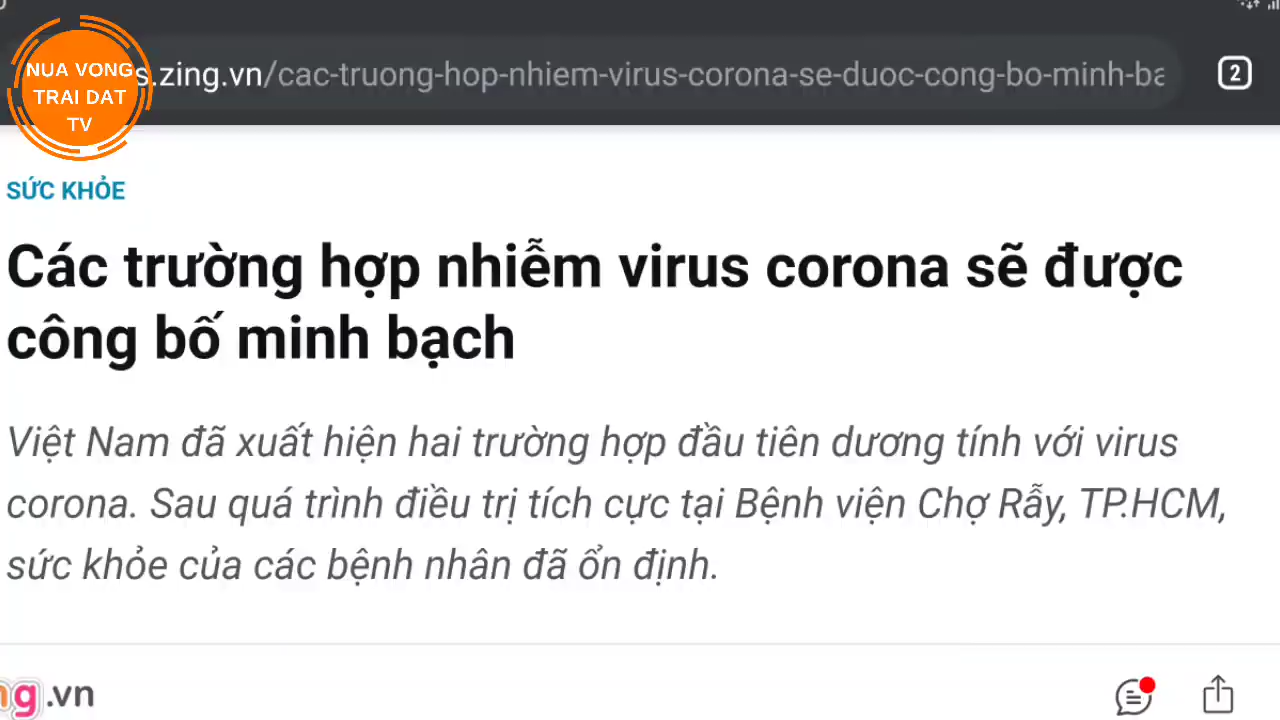 NUA VONG
TRAI DAT
TV
s.zing.vn/cac-truong-hop-nhiem-virus-corona-se-duoc-cong-bo-minh-ba
2
SỨC KHỎE
Các trường hợp nhiễm virus corona sẽ được
công bố minh bạch
Việt Nam đã xuất hiện hai trường hợp đầu tiên dương tính với virus
corona. Sau quá trình điều trị tích cực tại Bệnh viện Chợ Rẫy, TP.HCM,
sức khỏe của các bệnh nhân đã ổn định.
ng.vn